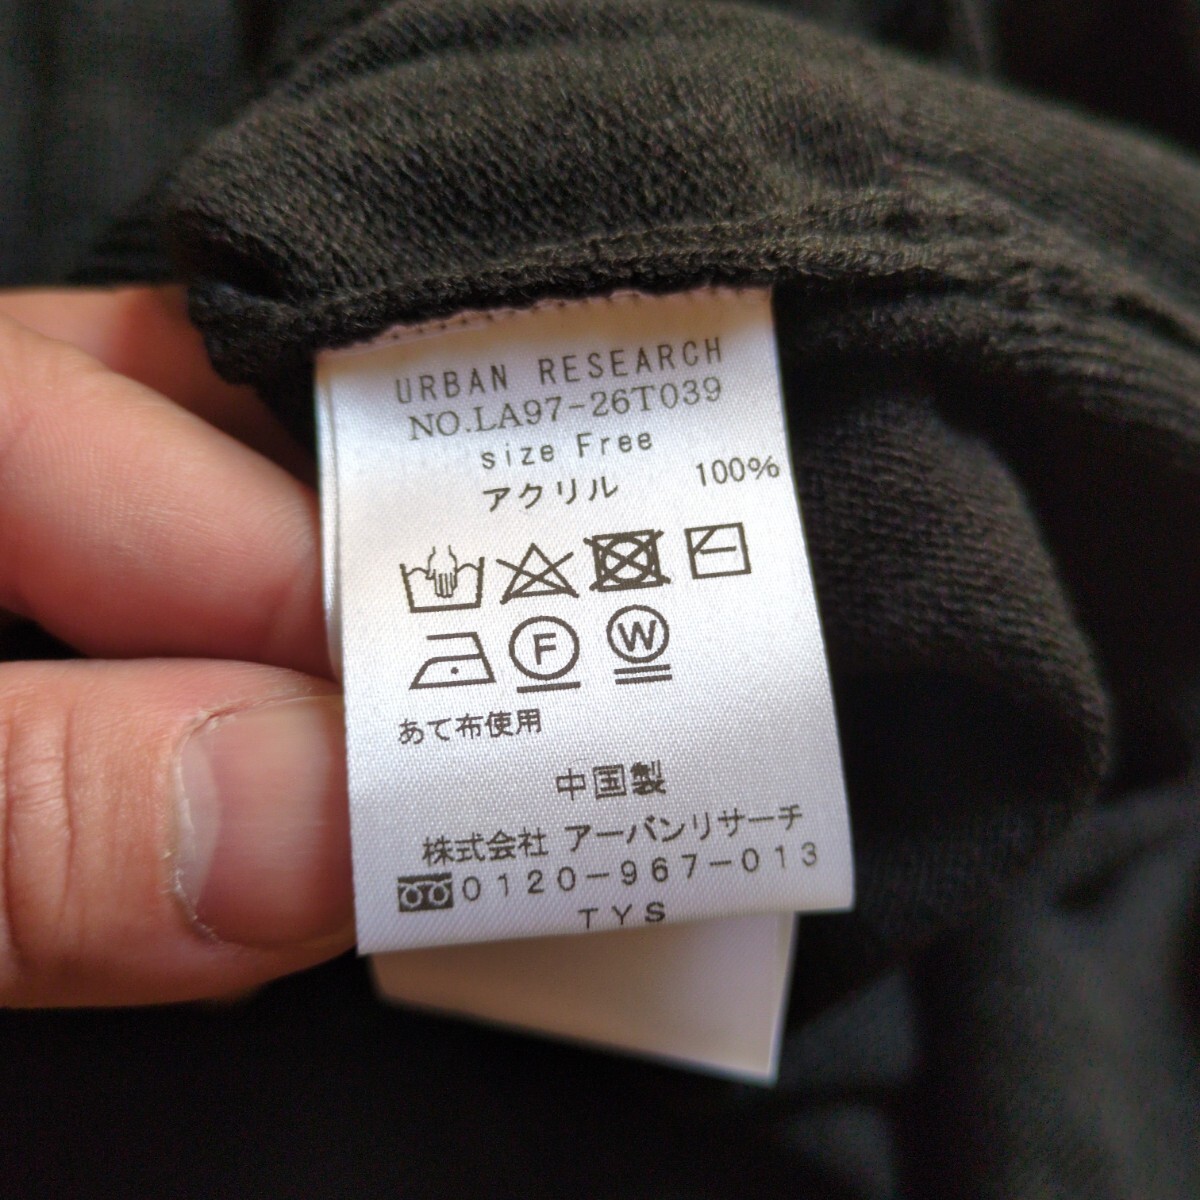 URBAN RESEARCH
NO.LA97-26T039
size Free
アクリル 100%
F W
あて布使用
中国製
株式会社 アーバンリサーチ
0120-967-013
TYS